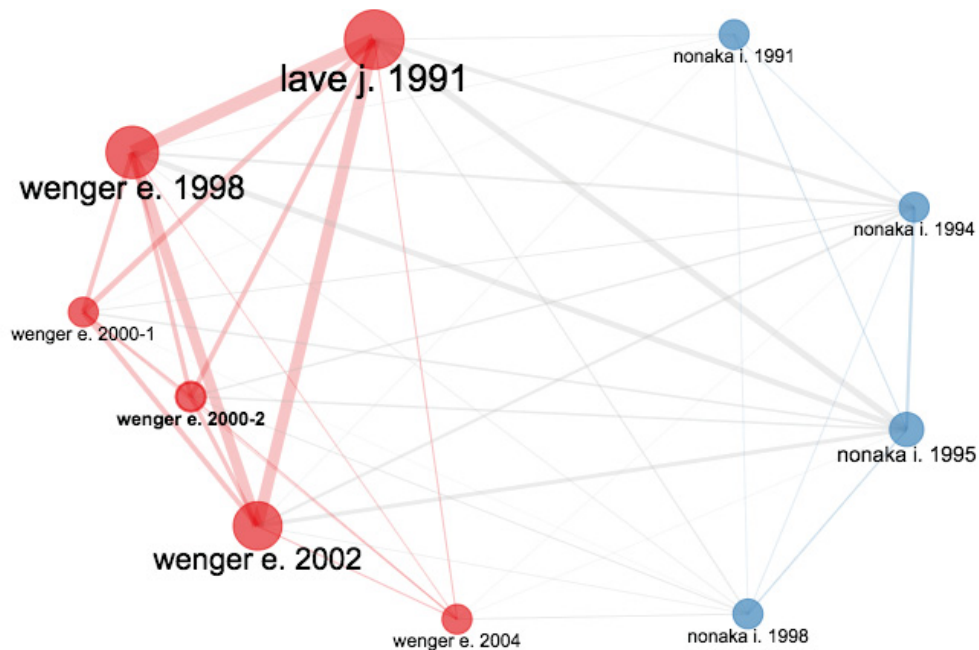 nonaka i. 1991
lave j. 1991
wenger e. 1998
nonaka i. 1994
wenger e. 2000-1
wenger e. 2000-2
nonaka i. 1995
wenger e. 2002
wenger e. 2004
nonaka i. 1998